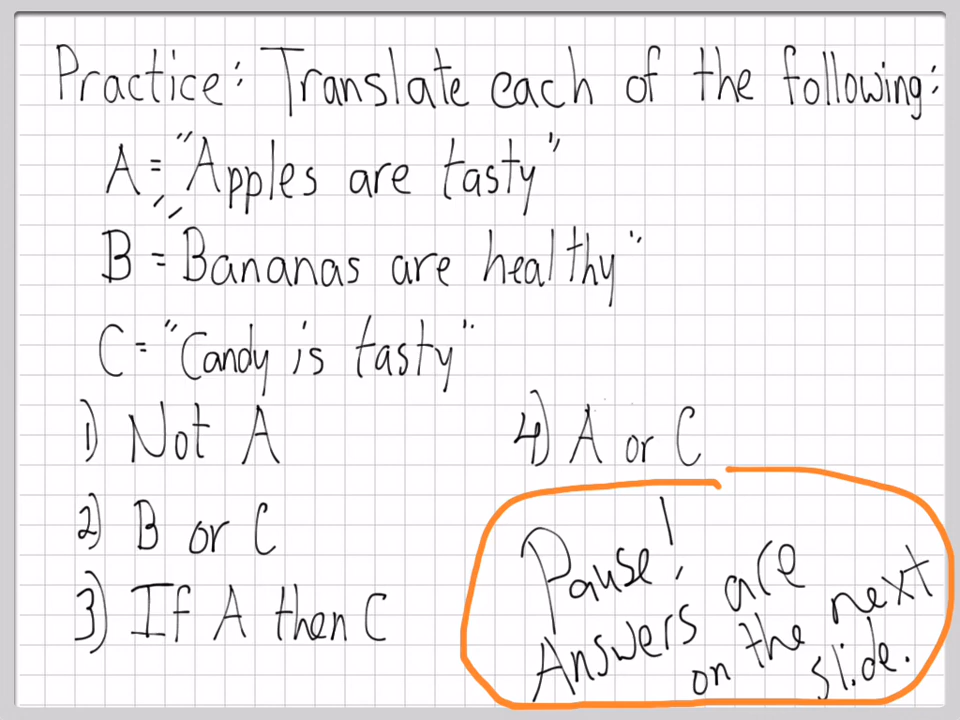 Practice: Translate each of the following:
A = "Apples are tasty"
B = "Bananas are healthy"
C = "Candy is tasty"
1) Not A
2) B or C
3) If A then C
4) A or C
Pause!
Answers are
on the next
slide.